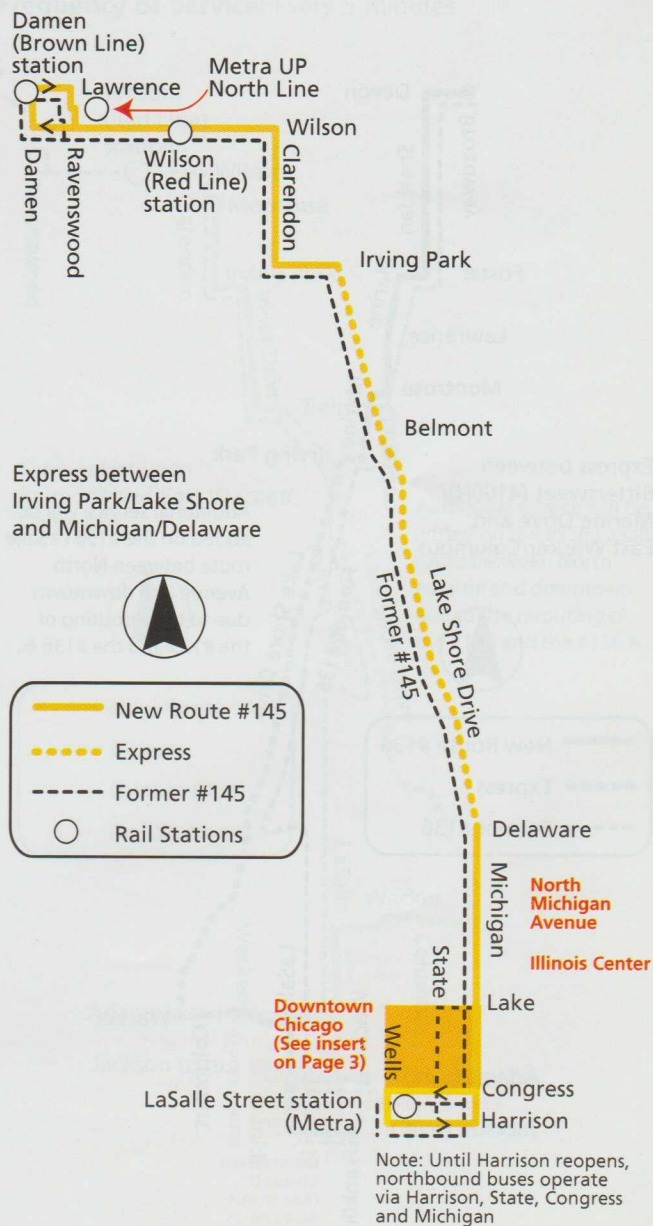 Damen
(Brown Line)
station
Lawrence
Metra UP
North Line
Wilson
Wilson
(Red Line)
station
Damen
Ravenswood
Clarendon
Irving Park
Belmont
Express between
Irving Park/Lake Shore
and Michigan/Delaware
Lake Shore Drive
Former #145
New Route #145
Express
Former #145
Rail Stations
Delaware
Michigan
North
Michigan
Avenue
Illinois Center
State
Lake
Downtown
Chicago
(See insert
on Page 3)
Wells
Congress
LaSalle Street station
(Metra)
Harrison
Note: Until Harrison reopens,
northbound buses operate
via Harrison, State, Congress
and Michigan